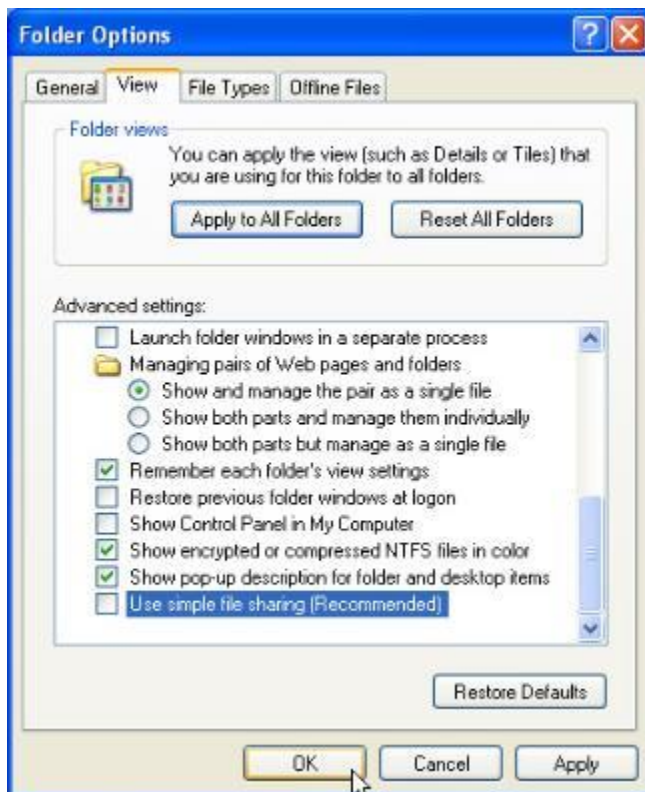 Folder Options
General View File Types Offline Files
Folder views
You can apply the view (such as Details or Tiles) that
you are using for this folder to all folders.
Apply to All Folders Reset All Folders
Advanced settings:
Launch folder windows in a separate process
Managing pairs of Web pages and folders
Show and manage the pair as a single file
Show both parts and manage them individually
Show both parts but manage as a single file
Remember each folder's view settings
Restore previous folder windows at logon
Show Control Panel in My Computer
Show encrypted or compressed NTFS files in color
Show pop-up description for folder and desktop items
Use simple file sharing (Recommended)
Restore Defaults
OK Cancel Apply